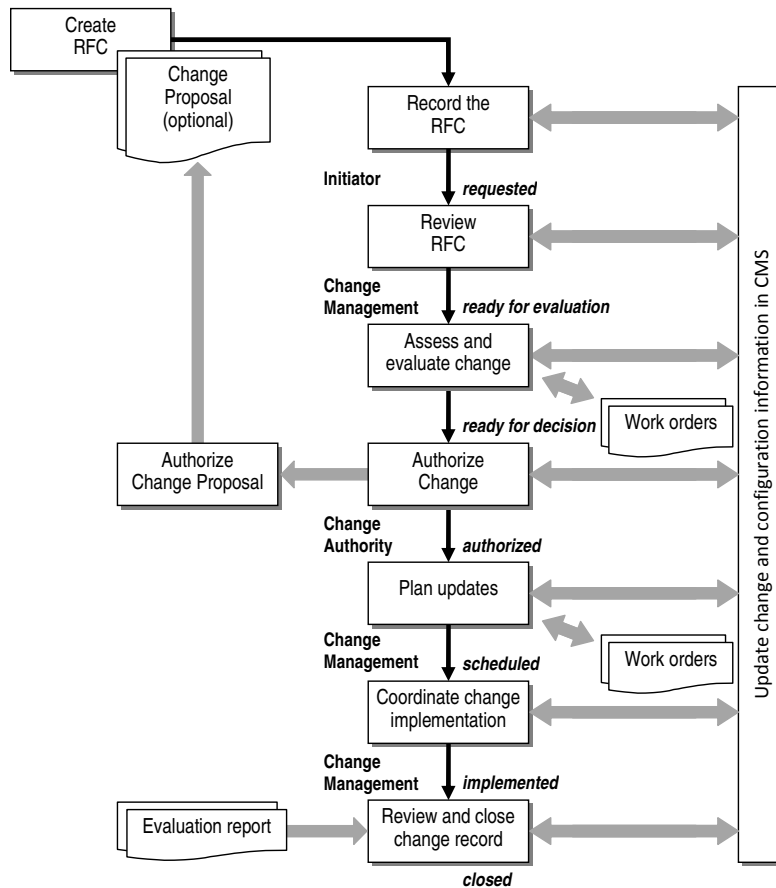 Create
RFC
Change
Proposal
(optional)
Record the
RFC
Initiator
requested
Review
RFC
Change
Management
ready for evaluation
Assess and
evaluate change
Work orders
ready for decision
Authorize
Change Proposal
Authorize
Change
Change
Authority
authorized
Plan updates
Change
Management
scheduled
Work orders
Coordinate change
implementation
Change
Management
implemented
Evaluation report
Review and close
change record
closed
Update change and configuration information in CMS